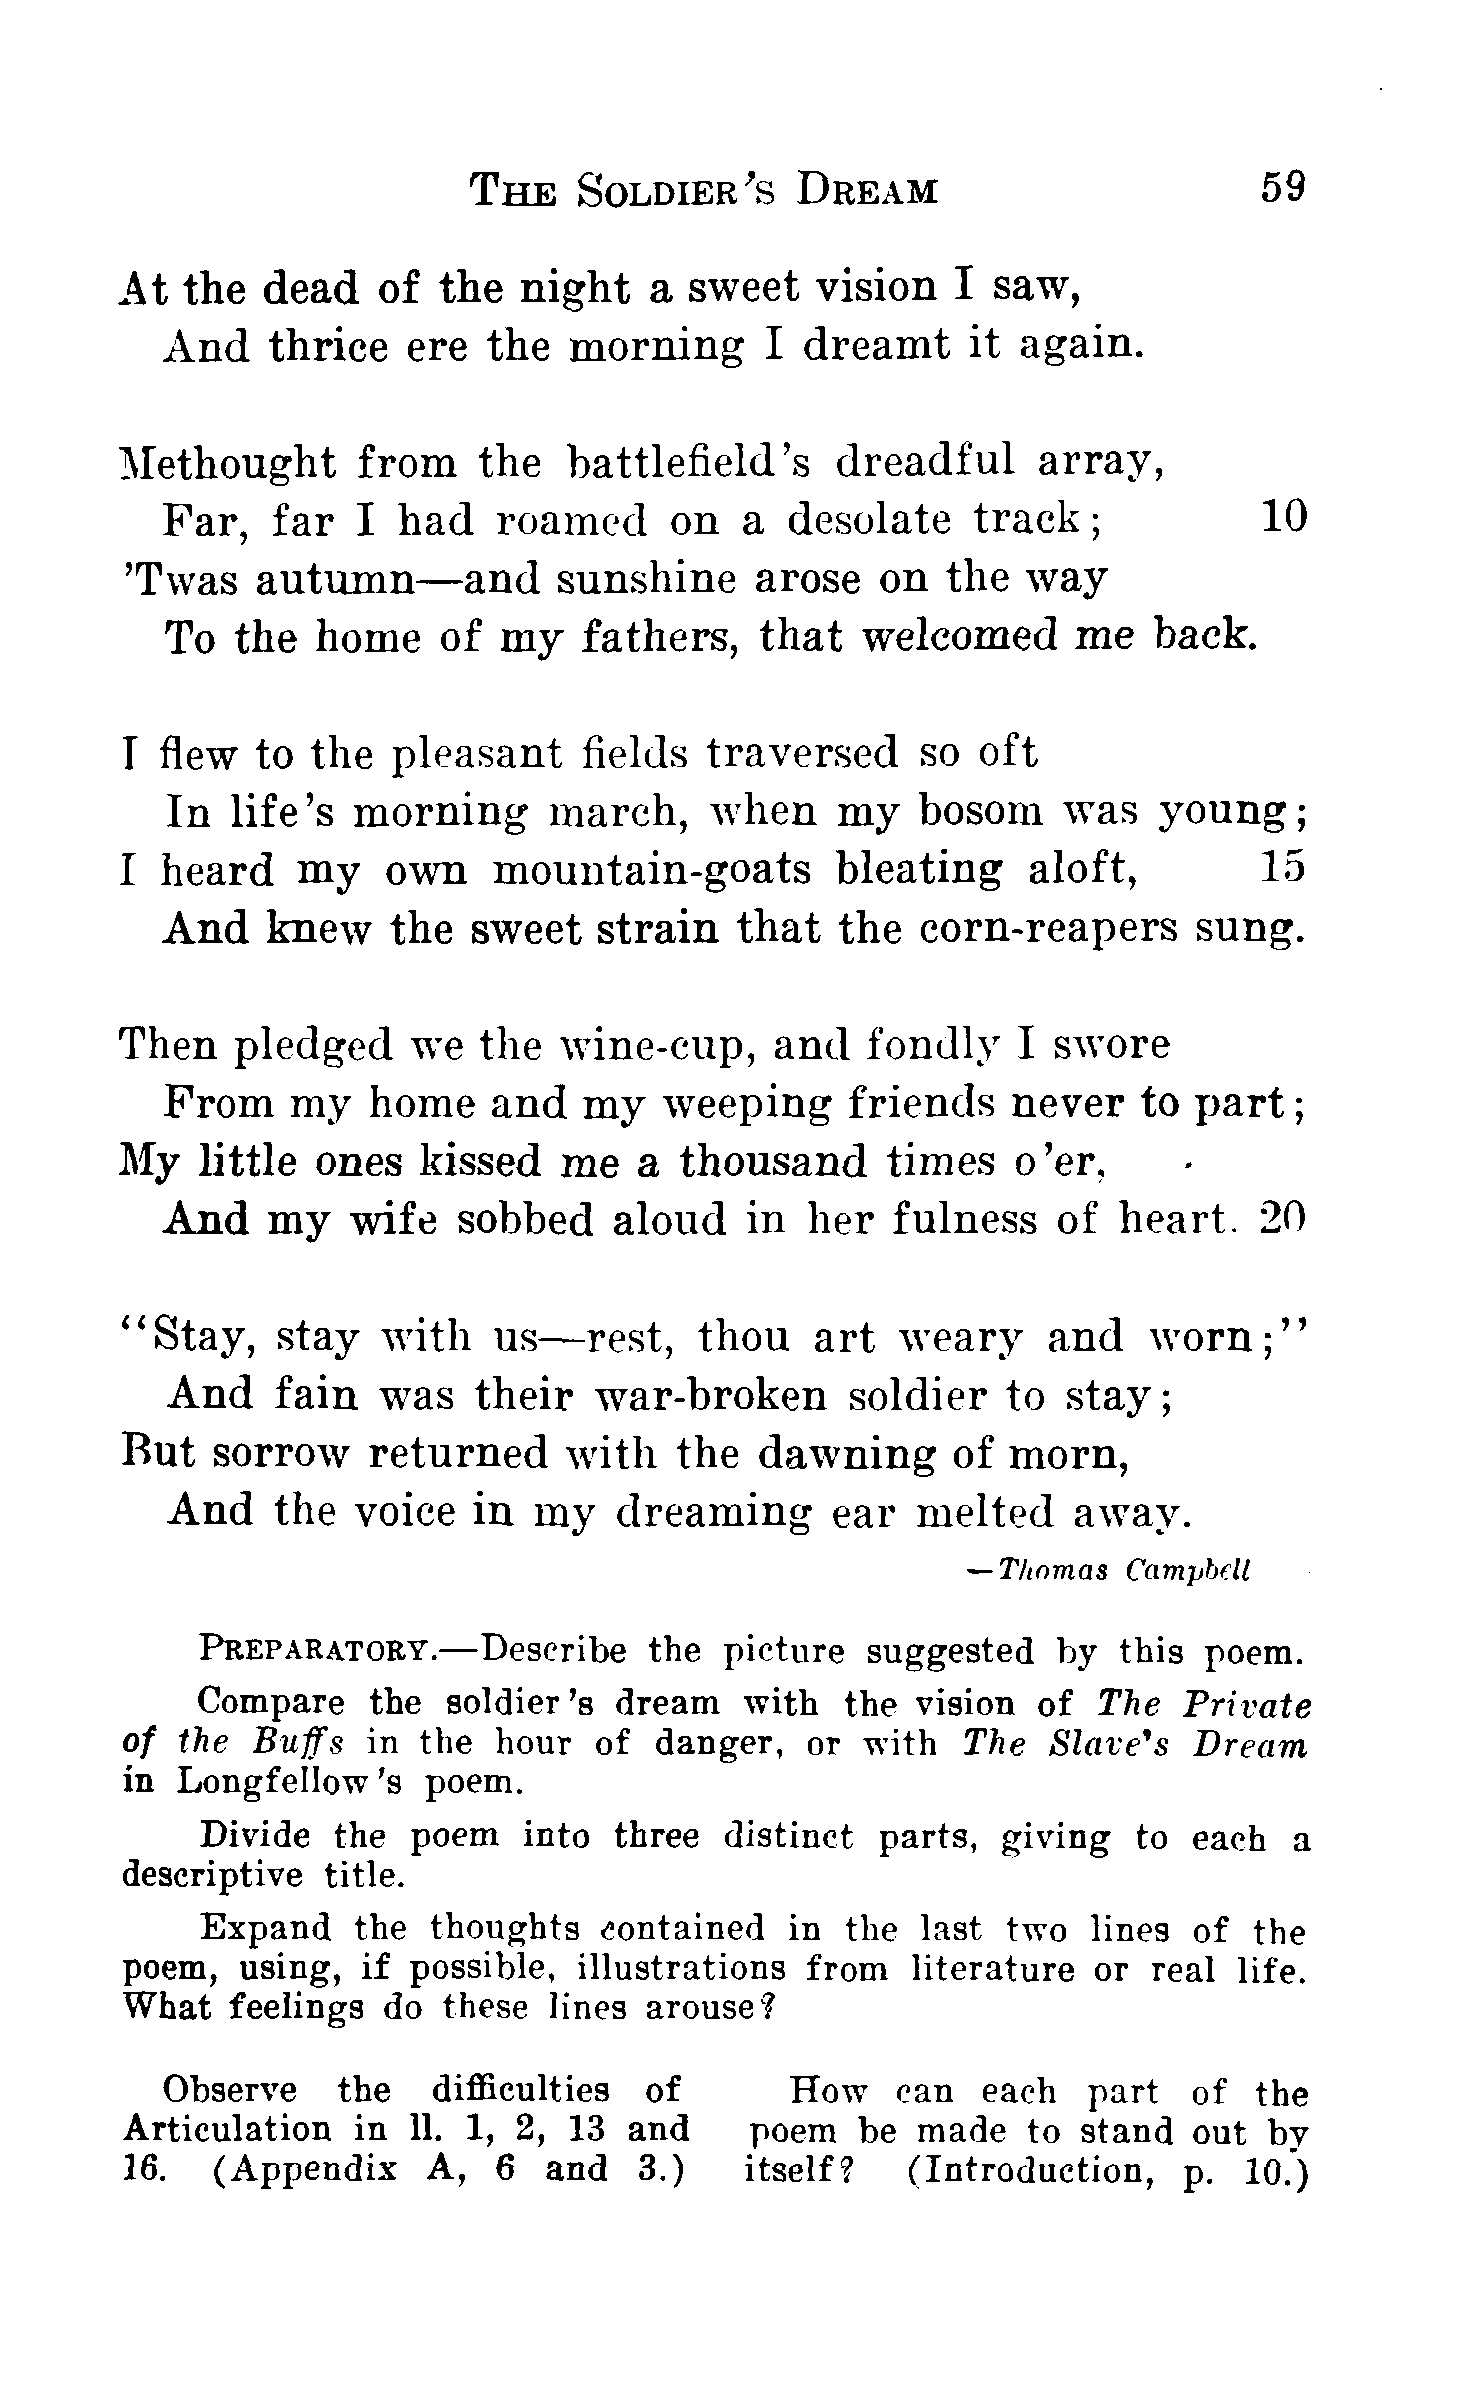 THE SOLDIER'S DREAM 59
At the dead of the night a sweet vision I saw,
And thrice ere the morning I dreamt it again.
Methought from the battlefield's dreadful array,
Far, far I had roamed on a desolate track; 10
'Twas autumn—and sunshine arose on the way
To the home of my fathers, that welcomed me back.
I flew to the pleasant fields traversed so oft
In life's morning march, when my bosom was young;
I heard my own mountain-goats bleating aloft, 15
And knew the sweet strain that the corn-reapers sung.
Then pledged we the wine-cup, and fondly I swore
From my home and my weeping friends never to part;
My little ones kissed me a thousand times o'er,
And my wife sobbed aloud in her fulness of heart. 20
"Stay, stay with us—rest, thou art weary and worn;"
And fain was their war-broken soldier to stay;
But sorrow returned with the dawning of morn,
And the voice in my dreaming ear melted away.
—Thomas Campbell
PREPARATORY.—Describe the picture suggested by this poem.
Compare the soldier's dream with the vision of The Private
of the Buffs in the hour of danger, or with The Slave's Dream
in Longfellow's poem.
Divide the poem into three distinct parts, giving to each a
descriptive title.
Expand the thoughts contained in the last two lines of the
poem, using, if possible, illustrations from literature or real life.
What feelings do these lines arouse?
Observe the difficulties of
Articulation in ll. 1, 2, 13 and
16. (Appendix A, 6 and 3.)
How can each part of the
poem be made to stand out by
itself? (Introduction, p. 10.)